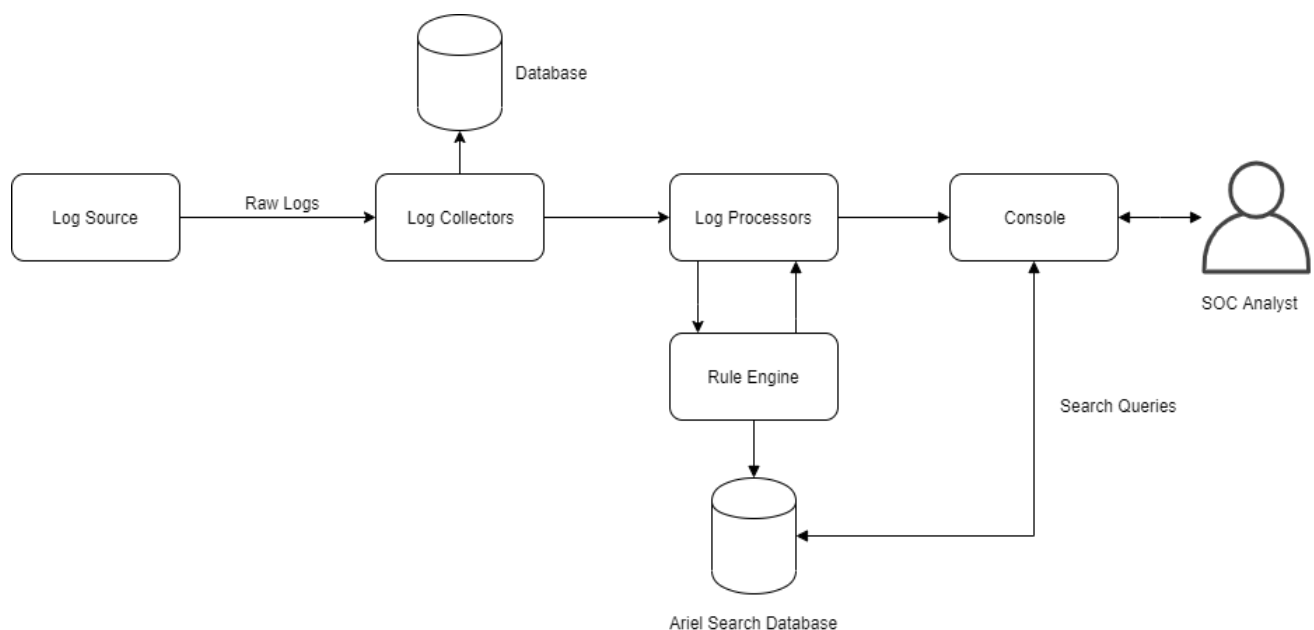 Database
Log Source
Raw Logs
Log Collectors
Log Processors
Console
SOC Analyst
Rule Engine
Search Queries
Ariel Search Database